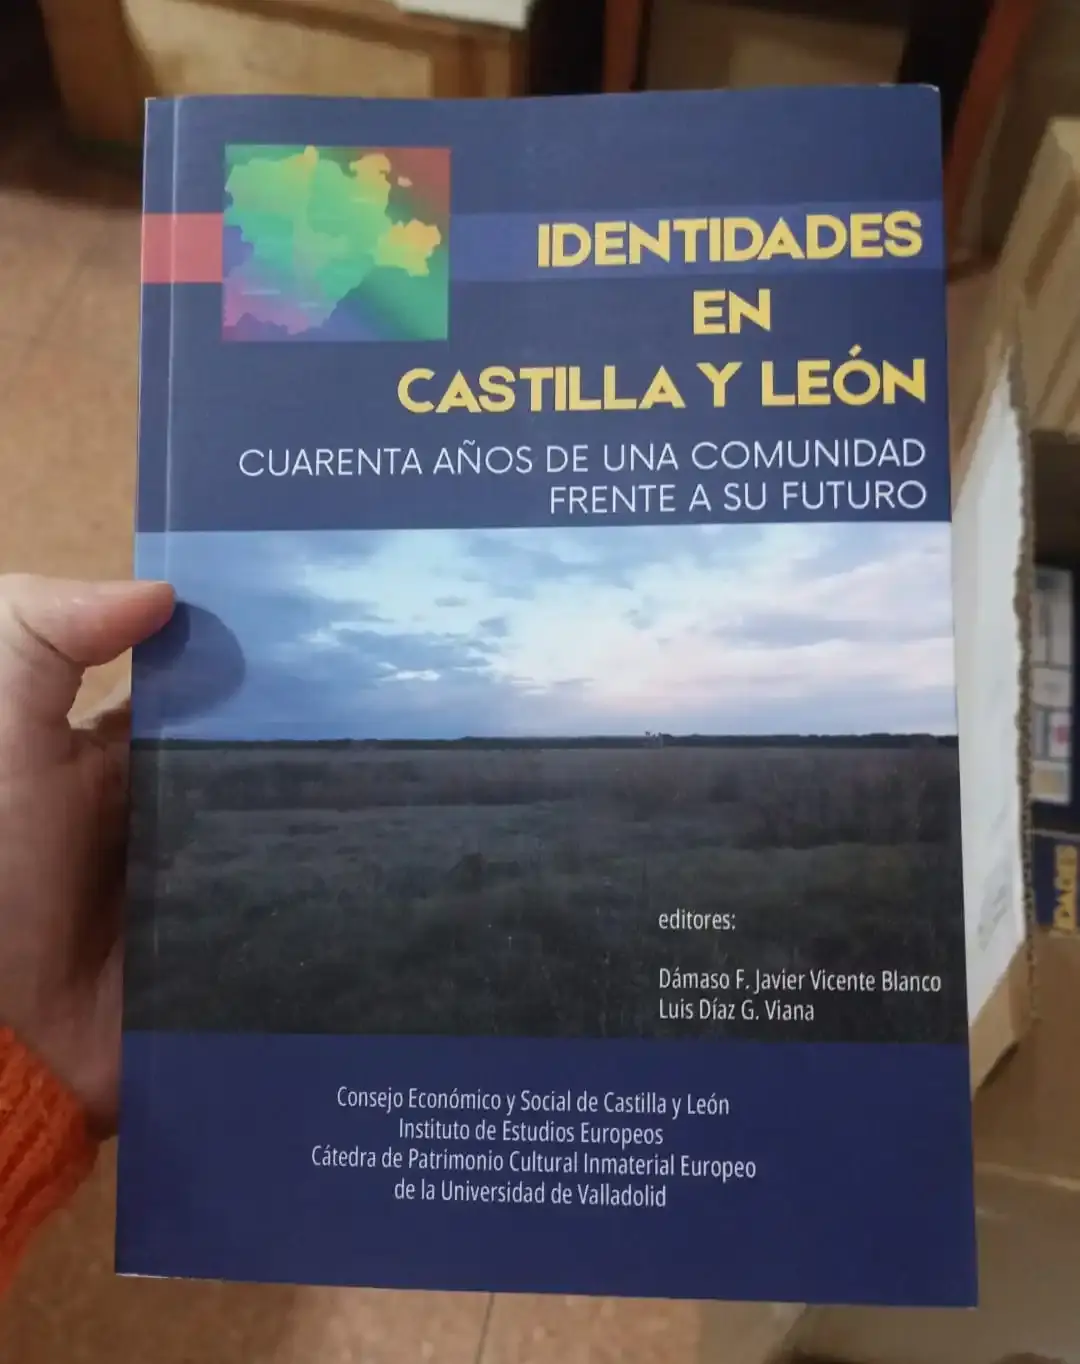 IDENTIDADES
EN
CASTILLA Y LEÓN
CUARENTA AÑOS DE UNA COMUNIDAD
FRENTE A SU FUTURO
editores:
Dámaso F. Javier Vicente Blanco
Luis Díaz G. Viana
Consejo Económico y Social de Castilla y León
Instituto de Estudios Europeos
Cátedra de Patrimonio Cultural Inmaterial Europeo
de la Universidad de Valladolid
IDADES